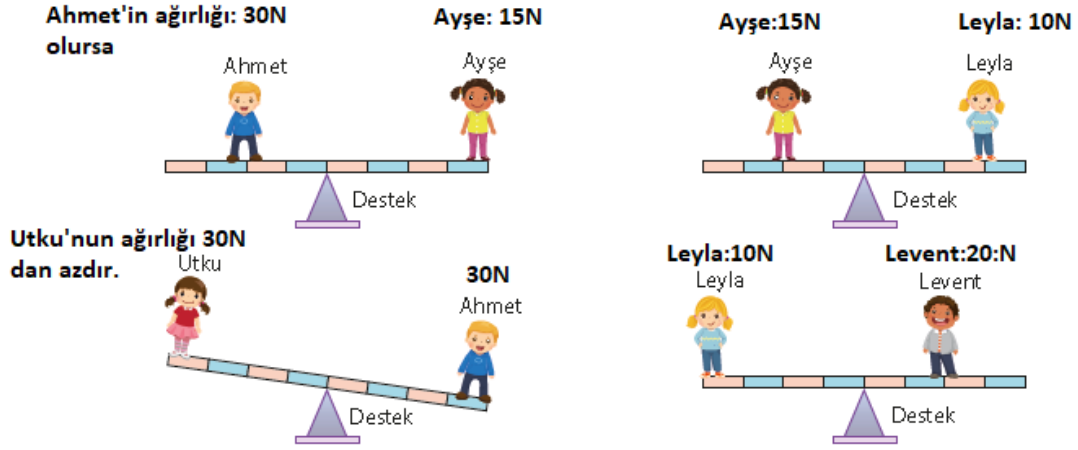 Ahmet'in ağırlığı: 30N
olursa
Ayşe: 15N
Ahmet
Ayşe
Destek
Ayşe:15N
Leyla: 10N
Ayşe
Leyla
Destek
Utku'nun ağırlığı 30N
dan azdır.
Utku
30N
Ahmet
Destek
Leyla:10N
Levent:20:N
Leyla
Levent
Destek